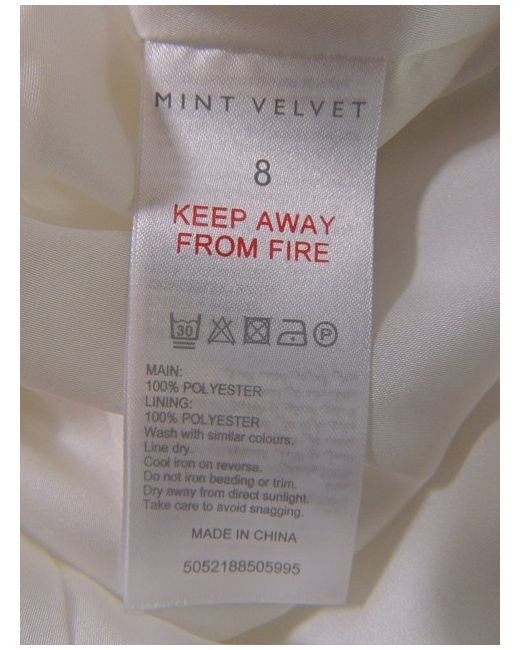 MINT VELVET
8
KEEP AWAY
FROM FIRE
30 P
MAIN:
100% POLYESTER
LINING:
100% POLYESTER
Wash with similar colours.
Line dry.
Cool iron on reverse.
Do not iron beading or trim.
Dry away from direct sunlight.
Take care to avoid snagging.
MADE IN CHINA
5052188505995